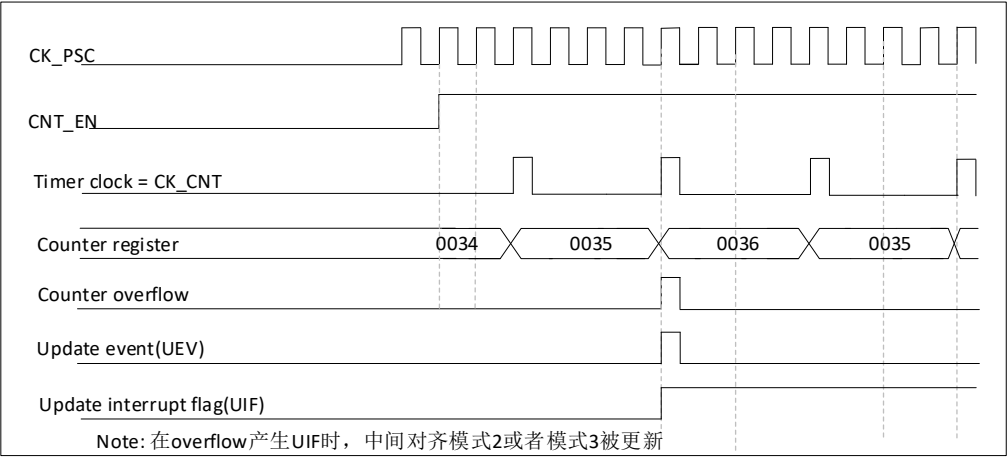 CK_PSC
CNT_EN
Timer clock = CK_CNT
Counter register 0034 0035 0036 0035
Counter overflow
Update event(UEV)
Update interrupt flag(UIF)
Note: 在overflow产生UIF时，中间对齐模式2或者模式3被更新